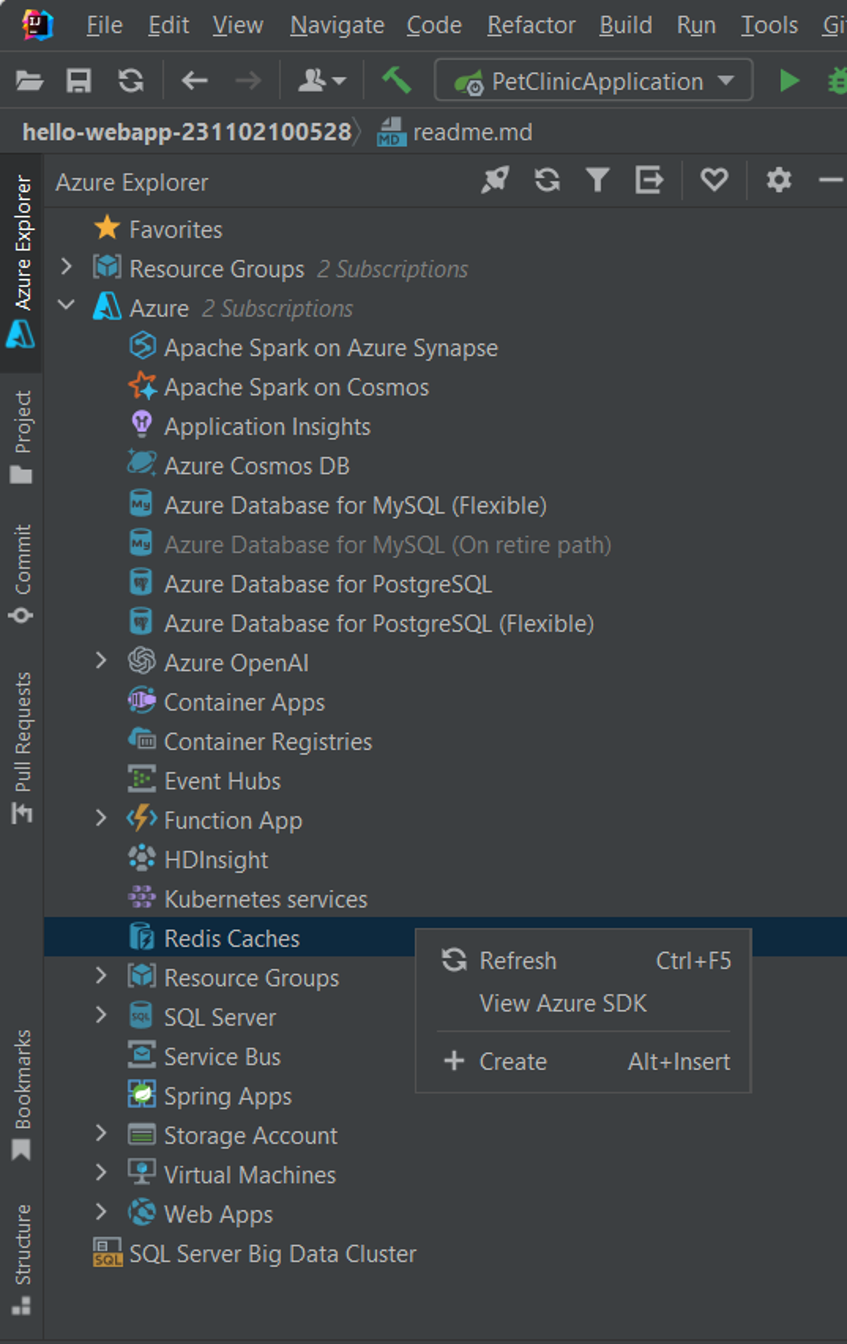 File Edit View Navigate Code Refactor Build Run Tools Gi
PetClinicApplication
hello-webapp-231102100528 readme.md
Azure Explorer
Favorites
Resource Groups 2 Subscriptions
Azure 2 Subscriptions
Apache Spark on Azure Synapse
Apache Spark on Cosmos
Application Insights
Azure Cosmos DB
Azure Database for MySQL (Flexible)
Azure Database for MySQL (On retire path)
Azure Database for PostgreSQL
Azure Database for PostgreSQL (Flexible)
Azure OpenAI
Container Apps
Container Registries
Event Hubs
Function App
HDInsight
Kubernetes services
Redis Caches
Resource Groups
SQL Server
Service Bus
Spring Apps
Storage Account
Virtual Machines
Web Apps
SQL Server Big Data Cluster
Refresh Ctrl+F5
View Azure SDK
Create Alt+Insert
Azure Explorer
Project
Commit
Pull Requests
Bookmarks
Structure